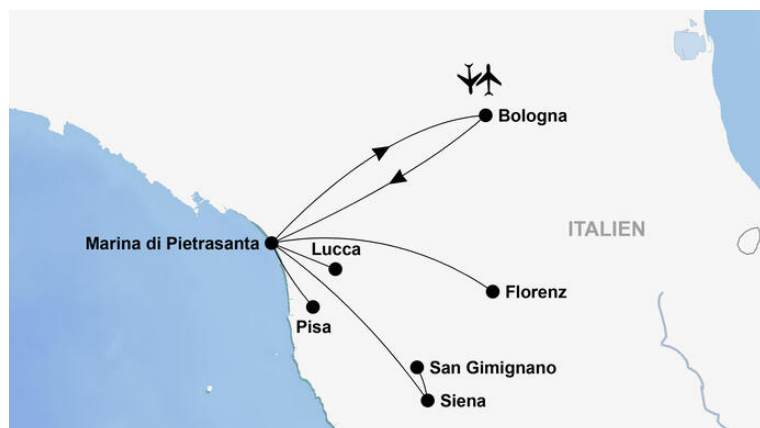 Bologna
ITALIEN
Marina di Pietrasanta
Lucca
Florenz
Pisa
San Gimignano
Siena